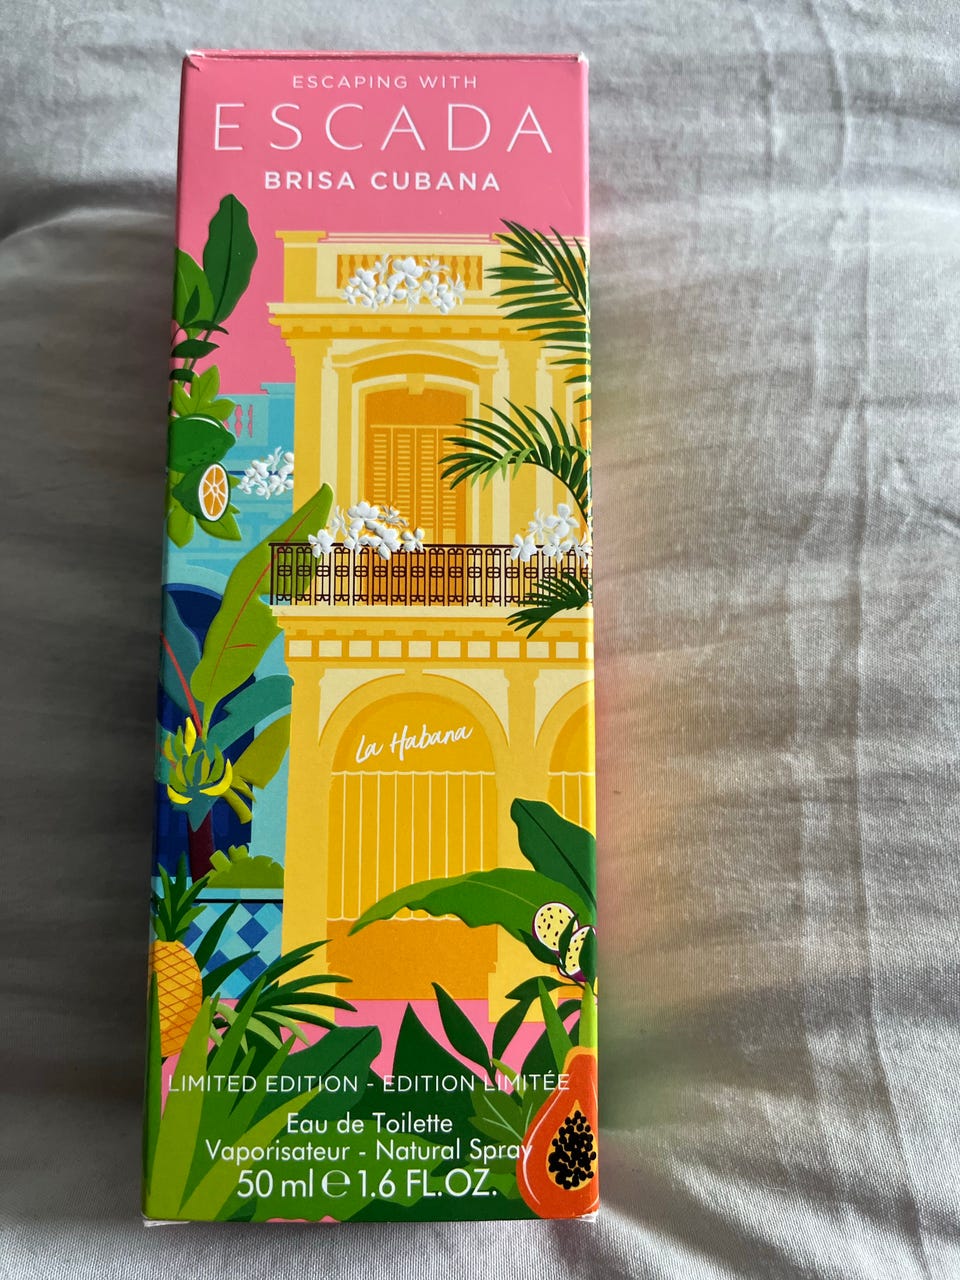 ESCAPING WITH
ESCADA
BRISA CUBANA
La Habana
LIMITED EDITION - EDITION LIMITÉE
Eau de Toilette
Vaporisateur - Natural Spray
50 ml ℮ 1.6 FL.OZ.